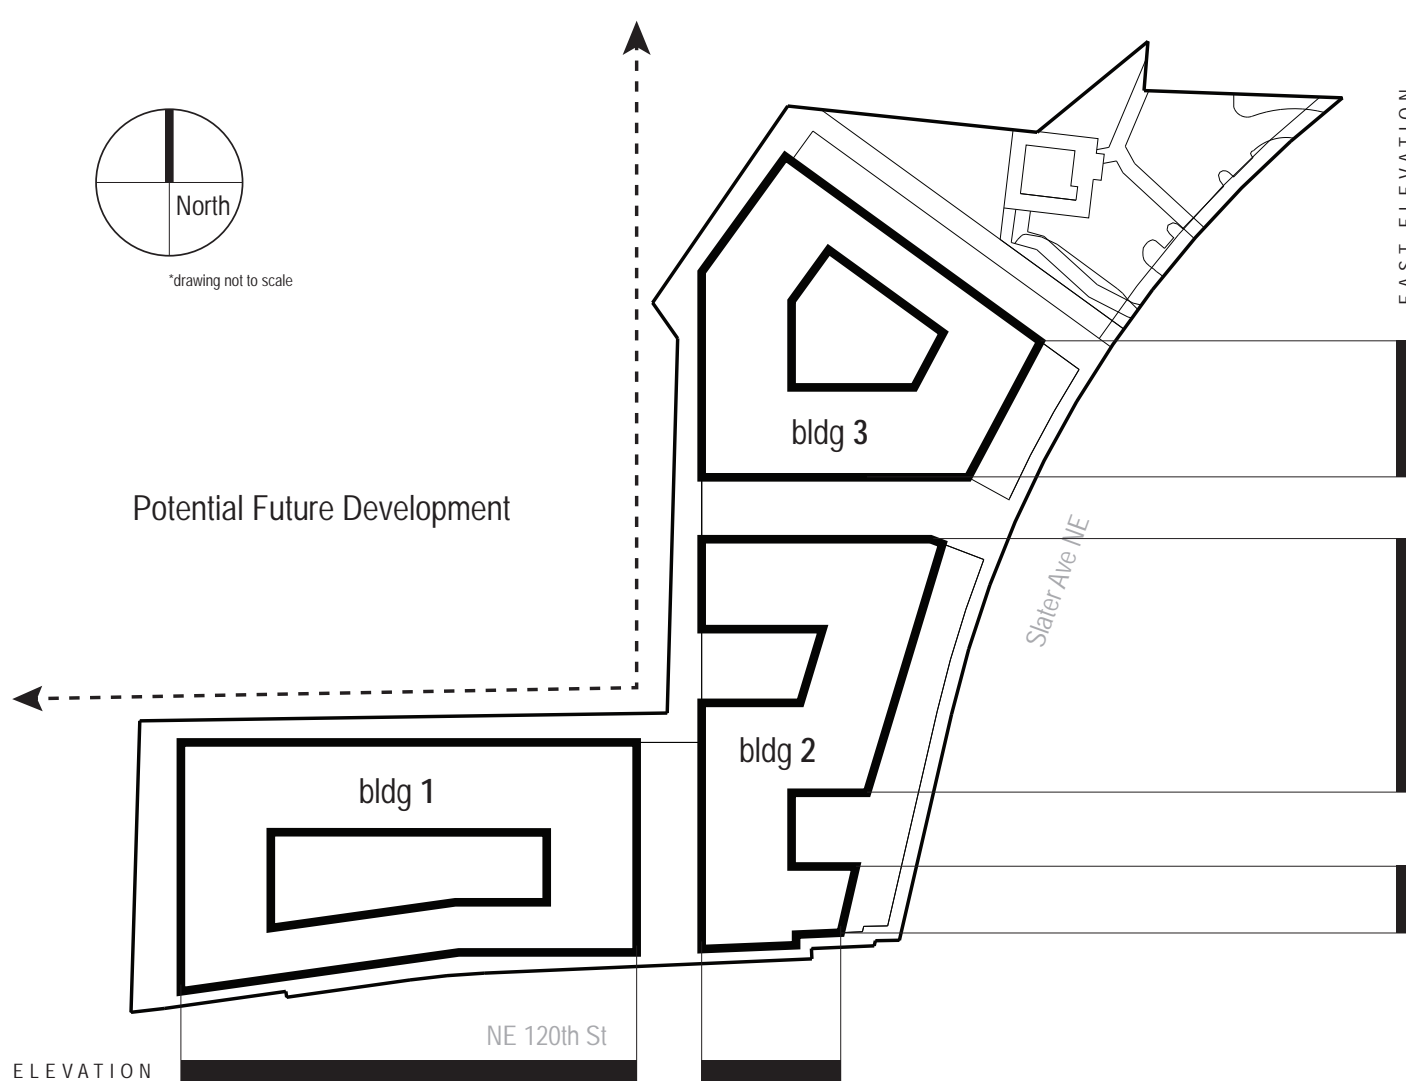 EAST ELEVATION
North
*drawing not to scale
bldg 3
Potential Future Development
Slater Ave NE
bldg 2
bldg 1
NE 120th St
ELEVATION